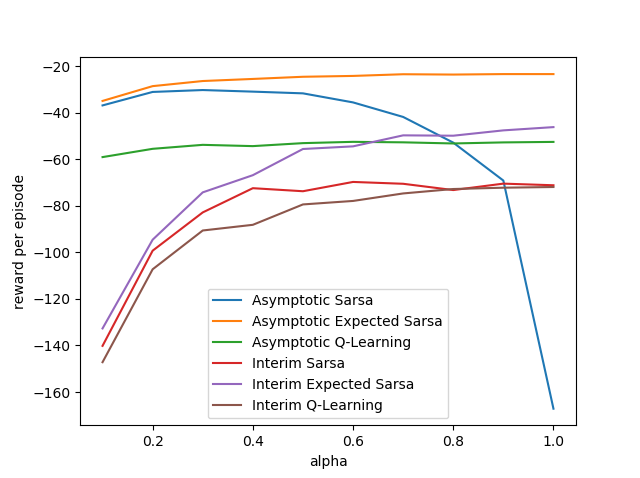 −20
−40
−60
−80
−100
−120
−140
−160
reward per episode
Asymptotic Sarsa
Asymptotic Expected Sarsa
Asymptotic Q-Learning
Interim Sarsa
Interim Expected Sarsa
Interim Q-Learning
0.2 0.4 0.6 0.8 1.0
alpha